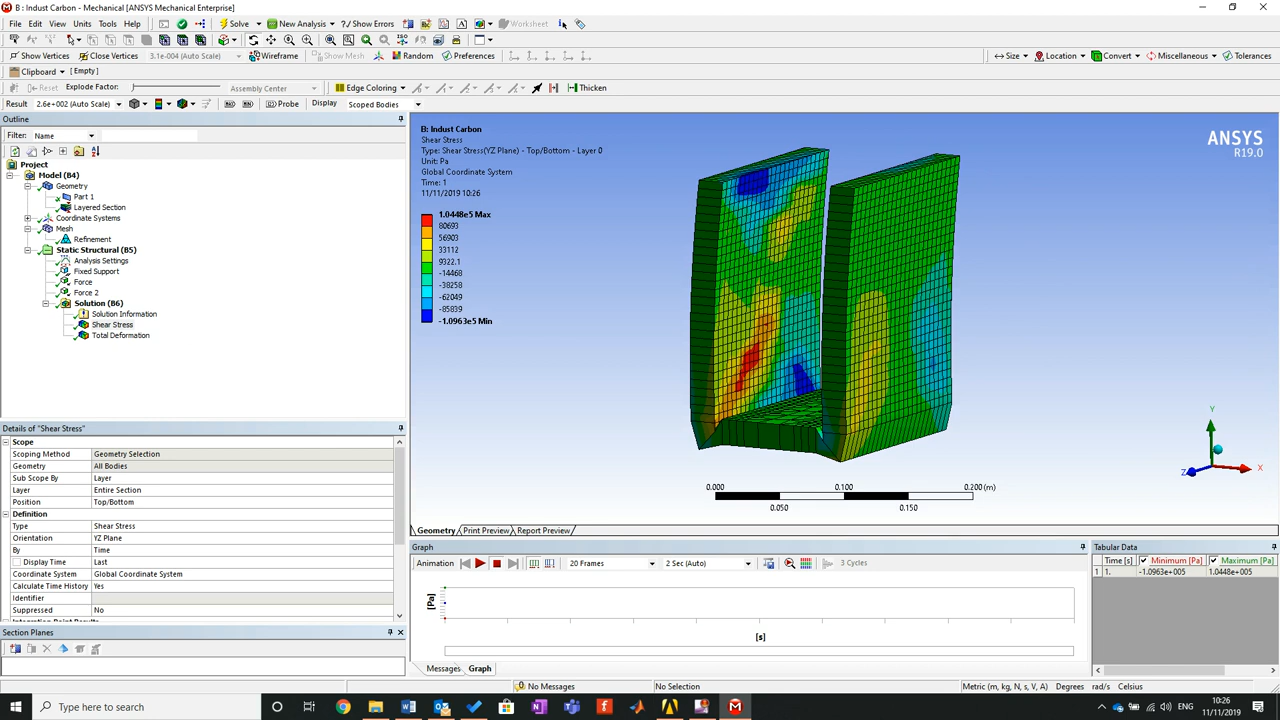 B : Indust Carbon - Mechanical [ANSYS Mechanical Enterprise]
File Edit View Units Tools Help Solve New Analysis ?/ Show Errors Worksheet
Show Vertices Close Vertices 3.1e-004 (Auto Scale) Wireframe Show Mesh Random Preferences Size Location Convert Miscellaneous Tolerances
Clipboard [ Empty]
Reset Explode Factor: Assembly Center Edge Coloring Thicken
Result 2.6e+002 (Auto Scale) Probe Display Scoped Bodies
Outline
Filter: Name
Project
Model (B4)
Geometry
Part 1
Layered Section
Coordinate Systems
Mesh
Refinement
Static Structural (B5)
Analysis Settings
Fixed Support
Force
Force 2
Solution (B6)
Solution Information
Shear Stress
Total Deformation
Details of "Shear Stress"
Scope
Scoping Method Geometry Selection
Geometry All Bodies
Sub Scope By Layer
Layer Entire Section
Position Top/Bottom
Definition
Type Shear Stress
Orientation YZ Plane
By Time
Display Time Last
Coordinate System Global Coordinate System
Calculate Time History Yes
Identifier
Suppressed No
Integration Point Results
Section Planes
B: Indust Carbon
Shear Stress
Type: Shear Stress(YZ Plane) - Top/Bottom - Layer 0
Unit: Pa
Global Coordinate System
Time: 1
11/11/2019 10:26
1.0448e5 Max
80693
56903
33112
9322.1
-14468
-38258
-62049
-85839
-1.0963e5 Min
ANSYS
R19.0
0.000 0.100 0.200 (m)
0.050 0.150
Y
Z X
Geometry Print Preview Report Preview
Graph
Animation 20 Frames 2 Sec (Auto) 3 Cycles
[Pa]
[s]
Messages Graph
Tabular Data
Time [s] Minimum [Pa] Maximum [Pa]
1 1. -1.0963e+005 1.0448e+005
No Messages No Selection Metric (m, kg, N, s, V, A) Degrees rad/s Celsius
Type here to search
ENG
10:26
11/11/2019